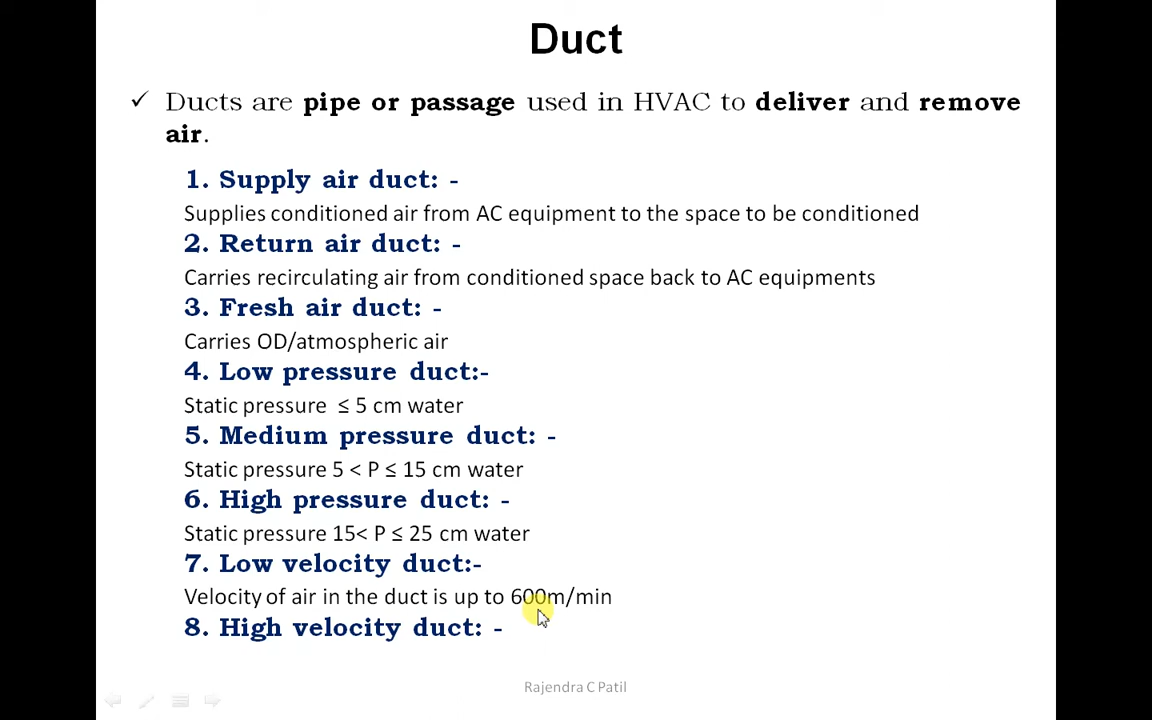 Duct
✓ Ducts are pipe or passage used in HVAC to deliver and remove
air.
1. Supply air duct: -
Supplies conditioned air from AC equipment to the space to be conditioned
2. Return air duct: -
Carries recirculating air from conditioned space back to AC equipments
3. Fresh air duct: -
Carries OD/atmospheric air
4. Low pressure duct:-
Static pressure ≤ 5 cm water
5. Medium pressure duct: -
Static pressure 5 < P ≤ 15 cm water
6. High pressure duct: -
Static pressure 15< P ≤ 25 cm water
7. Low velocity duct:-
Velocity of air in the duct is up to 600m/min
8. High velocity duct: -
Rajendra C Patil